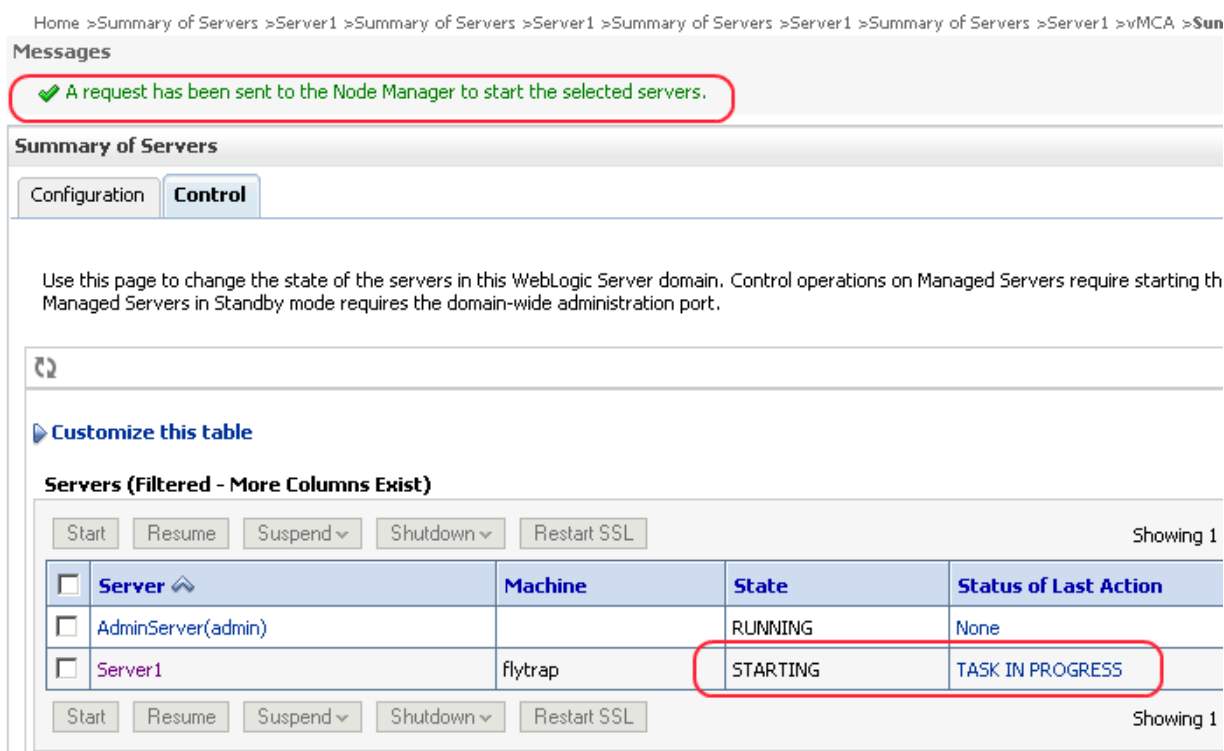 Home >Summary of Servers >Server1 >Summary of Servers >Server1 >Summary of Servers >Server1 >Summary of Servers >Server1 >vMCA >Sum
Messages
A request has been sent to the Node Manager to start the selected servers.
Summary of Servers
Configuration Control
Use this page to change the state of the servers in this WebLogic Server domain. Control operations on Managed Servers require starting th
Managed Servers in Standby mode requires the domain-wide administration port.
Customize this table
Servers (Filtered - More Columns Exist)
Start Resume Suspend Shutdown Restart SSL Showing 1
Server Machine State Status of Last Action
AdminServer(admin) RUNNING None
Server1 flytrap STARTING TASK IN PROGRESS
Start Resume Suspend Shutdown Restart SSL Showing 1